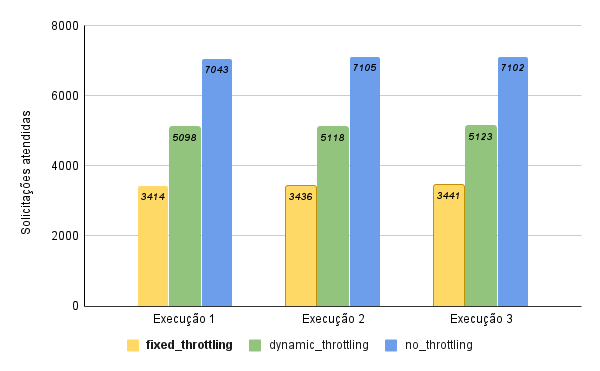 8000
6000
4000
2000
0
Solicitações atendidas
3414
5098
7043
3436
5118
7105
3441
5123
7102
Execução 1
Execução 2
Execução 3
fixed_throttling
dynamic_throttling
no_throttling